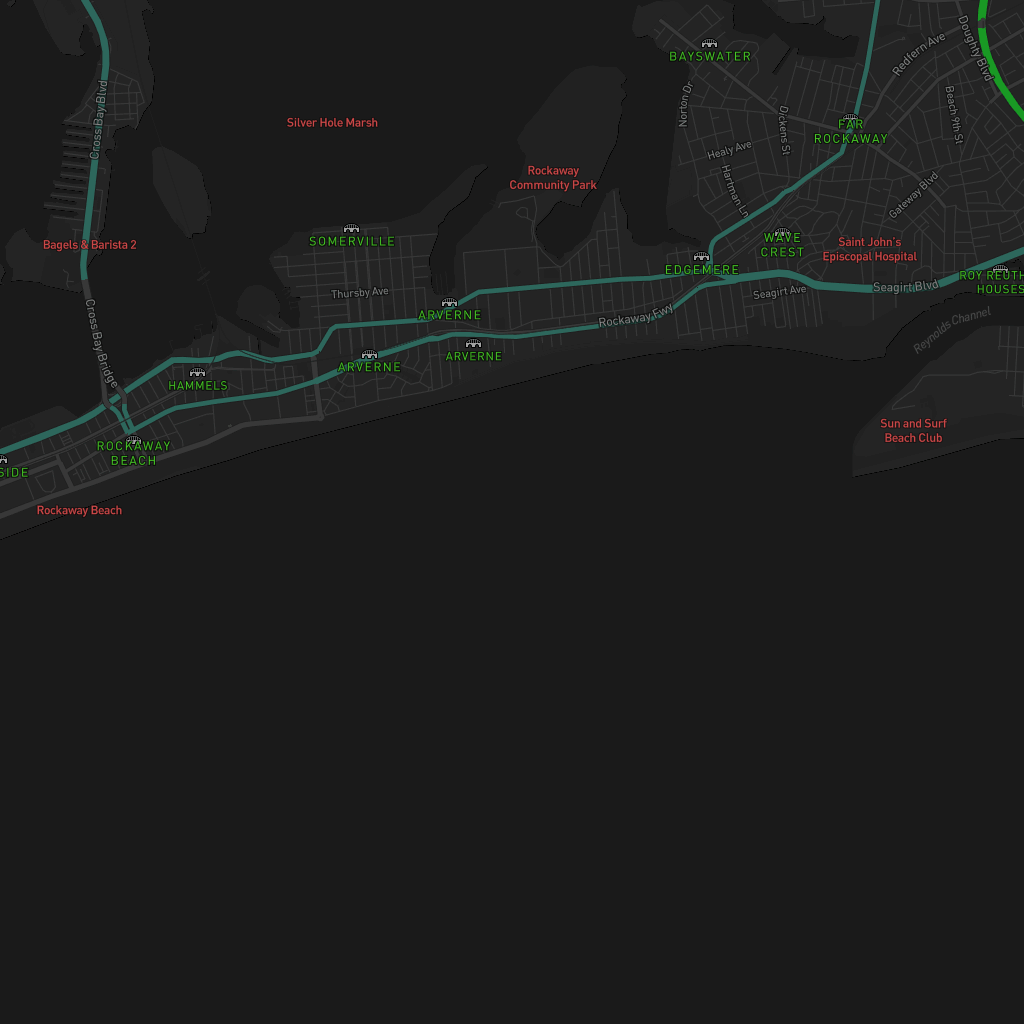 Doughty Blvd
Redfern Ave
BAYSWATER
Norton Dr
Beach 9th St
Cross Bay Blvd
Silver Hole Marsh
Dickens St
FAR
ROCKAWAY
Healy Ave
Rockaway
Community Park
Hartman Ln
Gateway Blvd
Bagels & Barista 2
SOMERVILLE
WAVE
CREST
Saint John's
Episcopal Hospital
EDGEMERE
ROY REUTH
HOUSES
Seagirt Blvd
Thursby Ave
Seagirt Ave
ARVERNE
Rockaway Fwy
Reynolds Channel
Cross Bay Bridge
ARVERNE
ARVERNE
HAMMELS
Sun and Surf
Beach Club
ROCKAWAY
BEACH
SIDE
Rockaway Beach